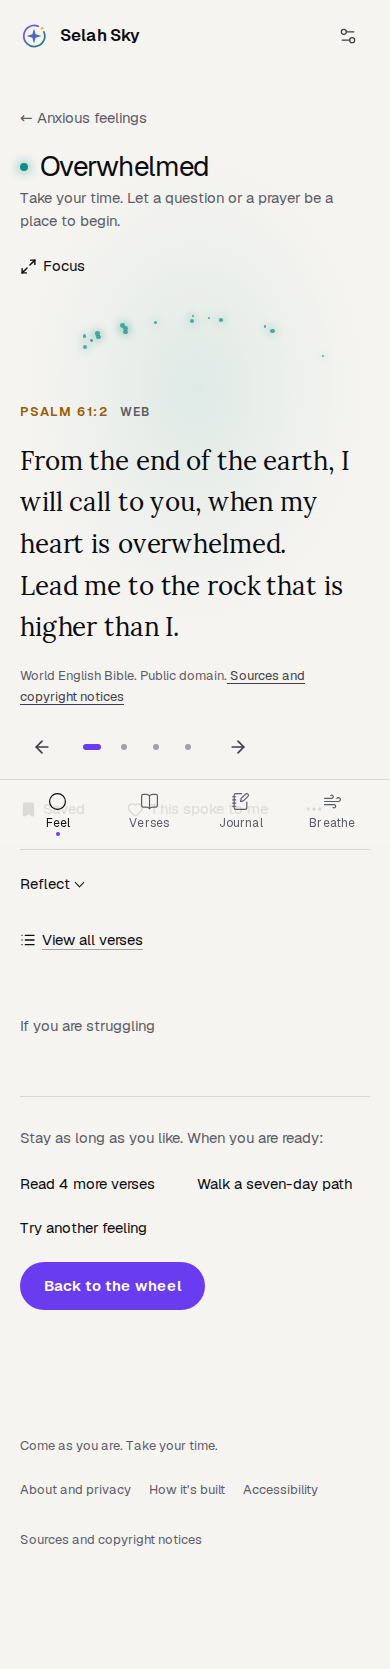 Selah Sky
← Anxious feelings
Overwhelmed
Take your time. Let a question or a prayer be a
place to begin.
Focus
PSALM 61:2 WEB
From the end of the earth, I
will call to you, when my
heart is overwhelmed.
Lead me to the rock that is
higher than I.
World English Bible. Public domain. Sources and
copyright notices
Saved This spoke to me
Feel Verses Journal Breathe
Reflect
View all verses
If you are struggling
Stay as long as you like. When you are ready:
Read 4 more verses Walk a seven-day path
Try another feeling
Back to the wheel
Come as you are. Take your time.
About and privacy How it's built Accessibility
Sources and copyright notices